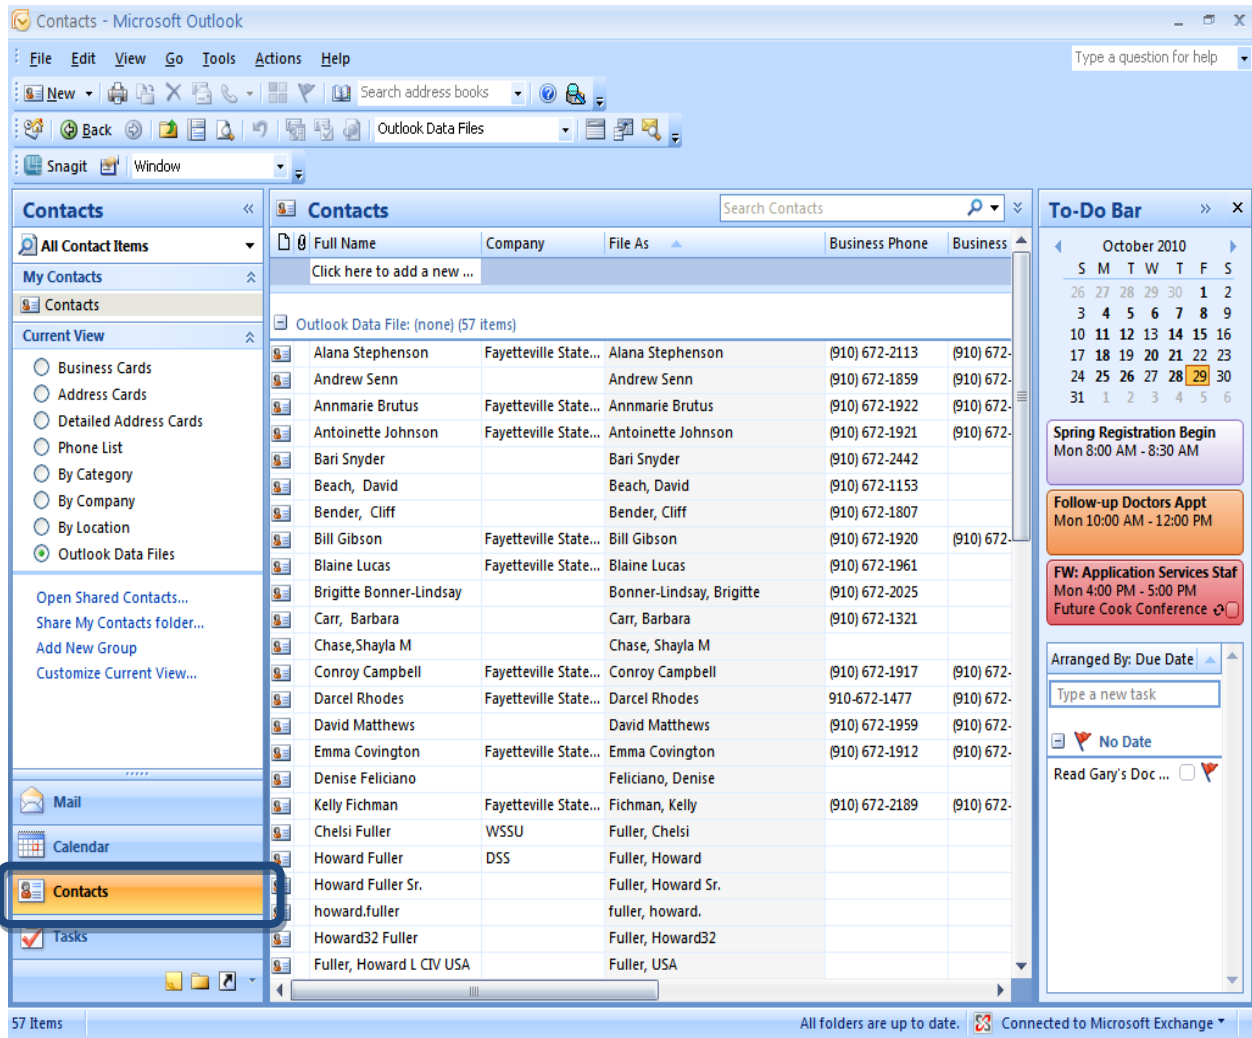 Contacts - Microsoft Outlook
File Edit View Go Tools Actions Help Type a question for help
New Search address books
Back Outlook Data Files
Snagit Window
Contacts «
All Contact Items
My Contacts
Contacts
Current View
Business Cards
Address Cards
Detailed Address Cards
Phone List
By Category
By Company
By Location
Outlook Data Files
Open Shared Contacts...
Share My Contacts folder...
Add New Group
Customize Current View...
Mail
Calendar
Contacts
Tasks
Contacts Search Contacts
Full Name Company File As Business Phone Business
Click here to add a new ...
Outlook Data File: (none) (57 items)
Alana Stephenson Fayetteville State... Alana Stephenson (910) 672-2113 (910) 672-
Andrew Senn Andrew Senn (910) 672-1859 (910) 672-
Annmarie Brutus Fayetteville State... Annmarie Brutus (910) 672-1922 (910) 672-
Antoinette Johnson Fayetteville State... Antoinette Johnson (910) 672-1921 (910) 672-
Bari Snyder Bari Snyder (910) 672-2442
Beach, David Beach, David (910) 672-1153
Bender, Cliff Bender, Cliff (910) 672-1807
Bill Gibson Fayetteville State... Bill Gibson (910) 672-1920 (910) 672-
Blaine Lucas Fayetteville State... Blaine Lucas (910) 672-1961
Brigitte Bonner-Lindsay Bonner-Lindsay, Brigitte (910) 672-2025
Carr, Barbara Carr, Barbara (910) 672-1321
Chase,Shayla M Chase, Shayla M
Conroy Campbell Fayetteville State... Conroy Campbell (910) 672-1917 (910) 672-
Darcel Rhodes Fayetteville State... Darcel Rhodes 910-672-1477 (910) 672-
David Matthews David Matthews (910) 672-1959 (910) 672-
Emma Covington Fayetteville State... Emma Covington (910) 672-1912 (910) 672-
Denise Feliciano Feliciano, Denise
Kelly Fichman Fayetteville State... Fichman, Kelly (910) 672-2189 (910) 672-
Chelsi Fuller WSSU Fuller, Chelsi
Howard Fuller DSS Fuller, Howard
Howard Fuller Sr. Fuller, Howard Sr.
howard.fuller fuller, howard.
Howard32 Fuller Fuller, Howard32
Fuller, Howard L CIV USA Fuller, USA
To-Do Bar » X
October 2010
S M T W T F S
26 27 28 29 30 1 2
3 4 5 6 7 8 9
10 11 12 13 14 15 16
17 18 19 20 21 22 23
24 25 26 27 28 29 30
31 1 2 3 4 5 6
Spring Registration Begin
Mon 8:00 AM - 8:30 AM
Follow-up Doctors Appt
Mon 10:00 AM - 12:00 PM
FW: Application Services Staf
Mon 4:00 PM - 5:00 PM
Future Cook Conference
Arranged By: Due Date
Type a new task
No Date
Read Gary's Doc ...
57 Items All folders are up to date. Connected to Microsoft Exchange